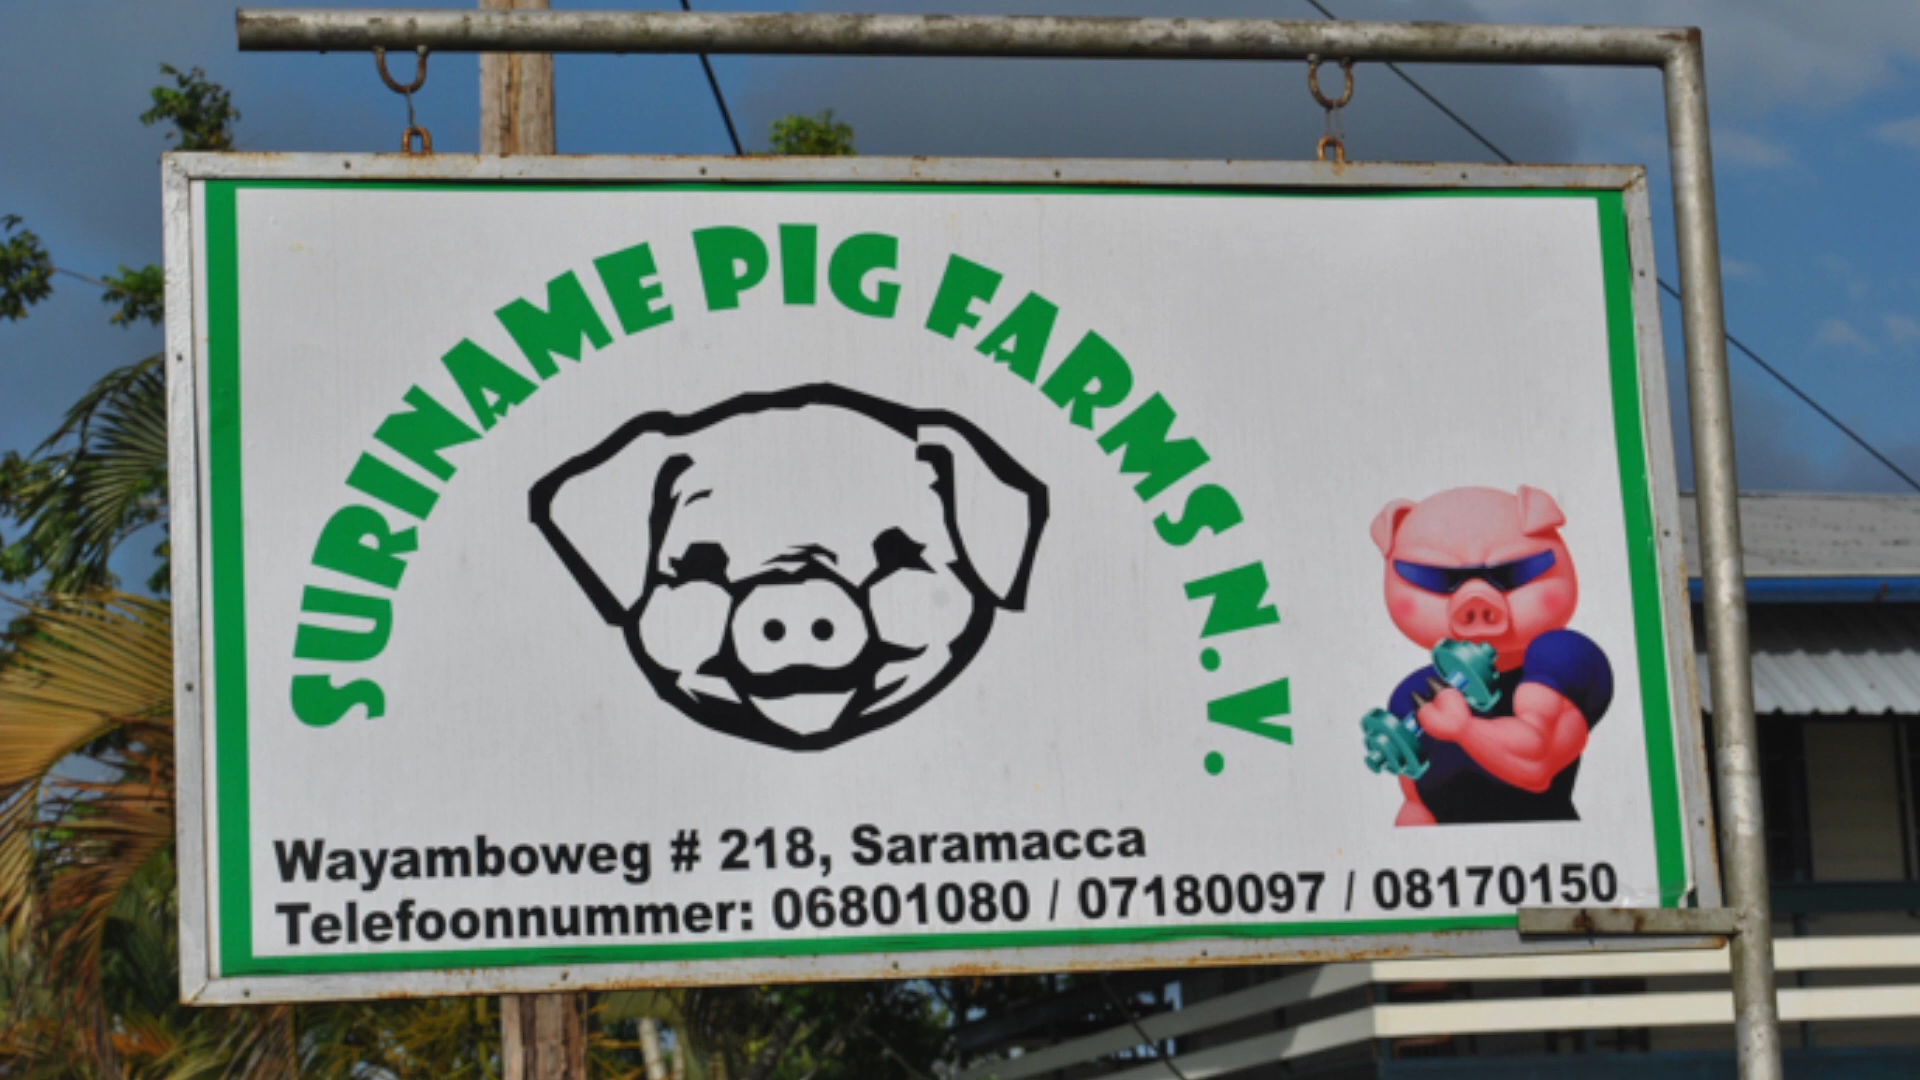 SURINAME PIG FARMS N.V.
Wayamboweg # 218, Saramacca
Telefoonnummer: 06801080 / 07180097 / 08170150